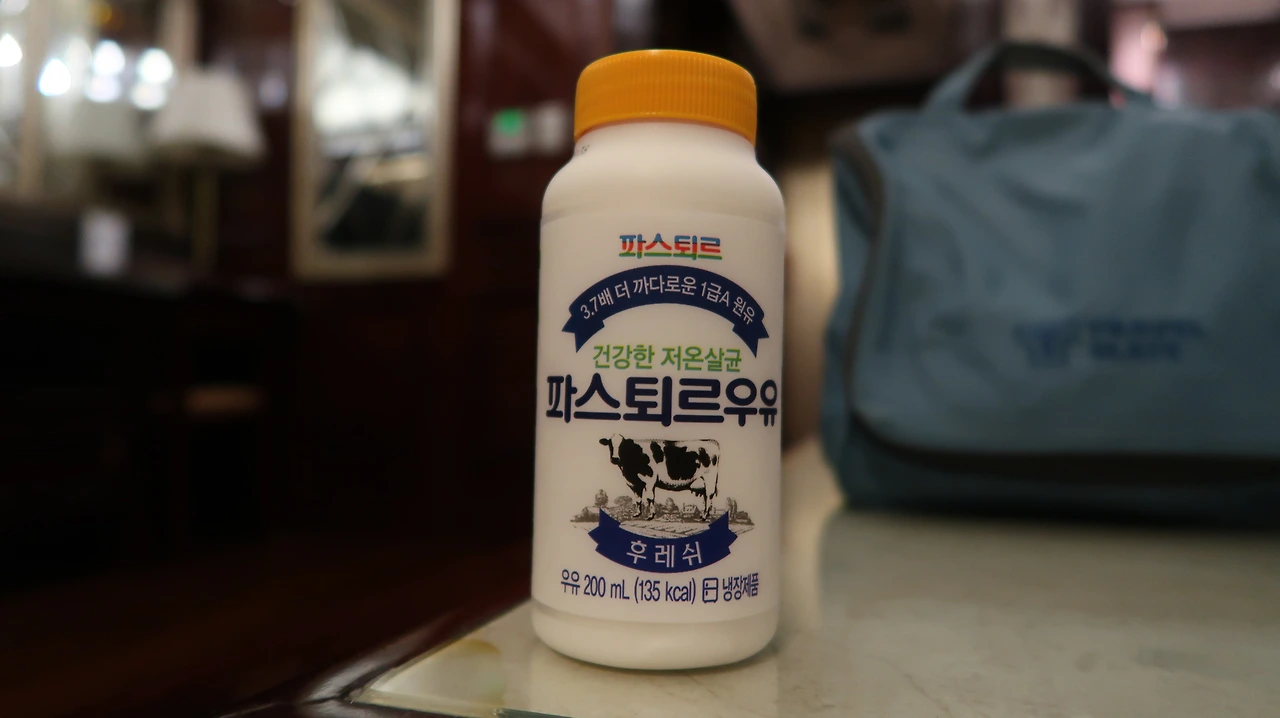 파스퇴르
3.7배 더 까다로운 1급A 원유
건강한 저온살균
파스퇴르우유
후레쉬
우유 200 mL (135 kcal) 냉장제품